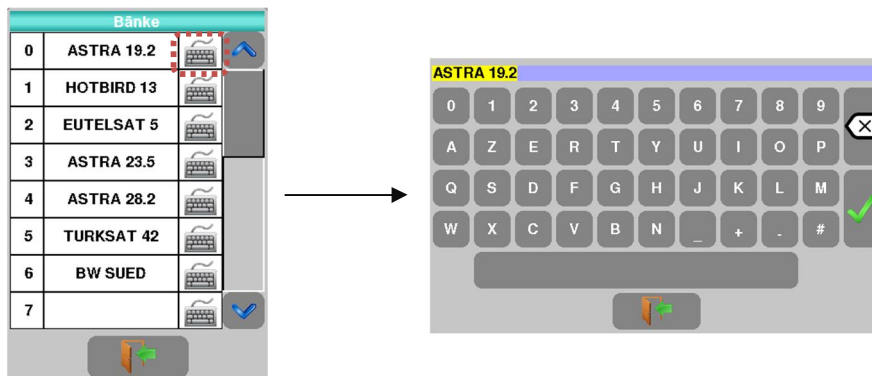 Bänke
0 ASTRA 19.2
1 HOTBIRD 13
2 EUTELSAT 5
3 ASTRA 23.5
4 ASTRA 28.2
5 TURKSAT 42
6 BW SUED
7
ASTRA 19.2
0 1 2 3 4 5 6 7 8 9
A Z E R T Y U I O P
Q S D F G H J K L M
W X C V B N _ + - #